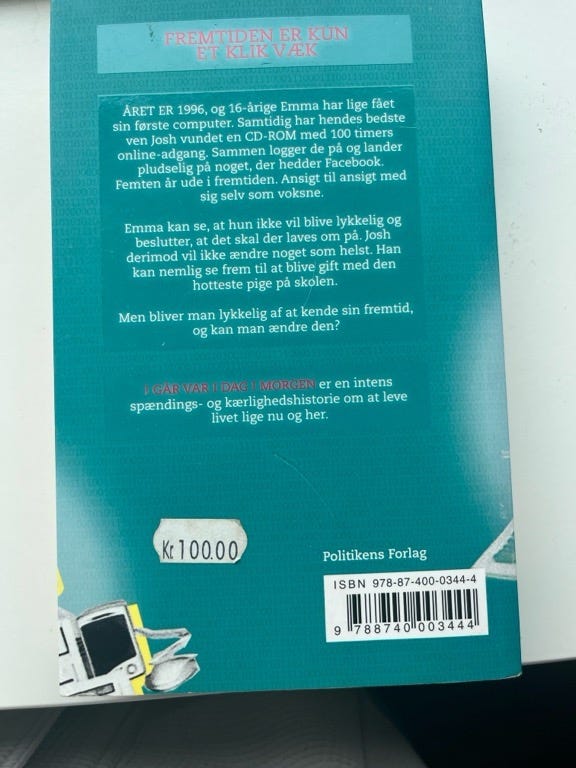 FREMTIDEN ER KUN
ET KLIK VÆK
ÅRET ER 1996, og 16-årige Emma har lige fået
sin første computer. Samtidig har hendes bedste
ven Josh vundet en CD-ROM med 100 timers
online-adgang. Sammen logger de på og lander
pludselig på noget, der hedder Facebook.
Femten år ude i fremtiden. Ansigt til ansigt med
sig selv som voksne.
Emma kan se, at hun ikke vil blive lykkelig og
beslutter, at det skal der laves om på. Josh
derimod vil ikke ændre noget som helst. Han
kan nemlig se frem til at blive gift med den
hotteste pige på skolen.
Men bliver man lykkelig af at kende sin fremtid,
og kan man ændre den?
I GÅR VAR I DAG I MORGEN er en intens
spændings- og kærlighedshistorie om at leve
livet lige nu og her.
Kr.100.00
Politikens Forlag
ISBN 978-87-400-0344-4
9 788740 003444